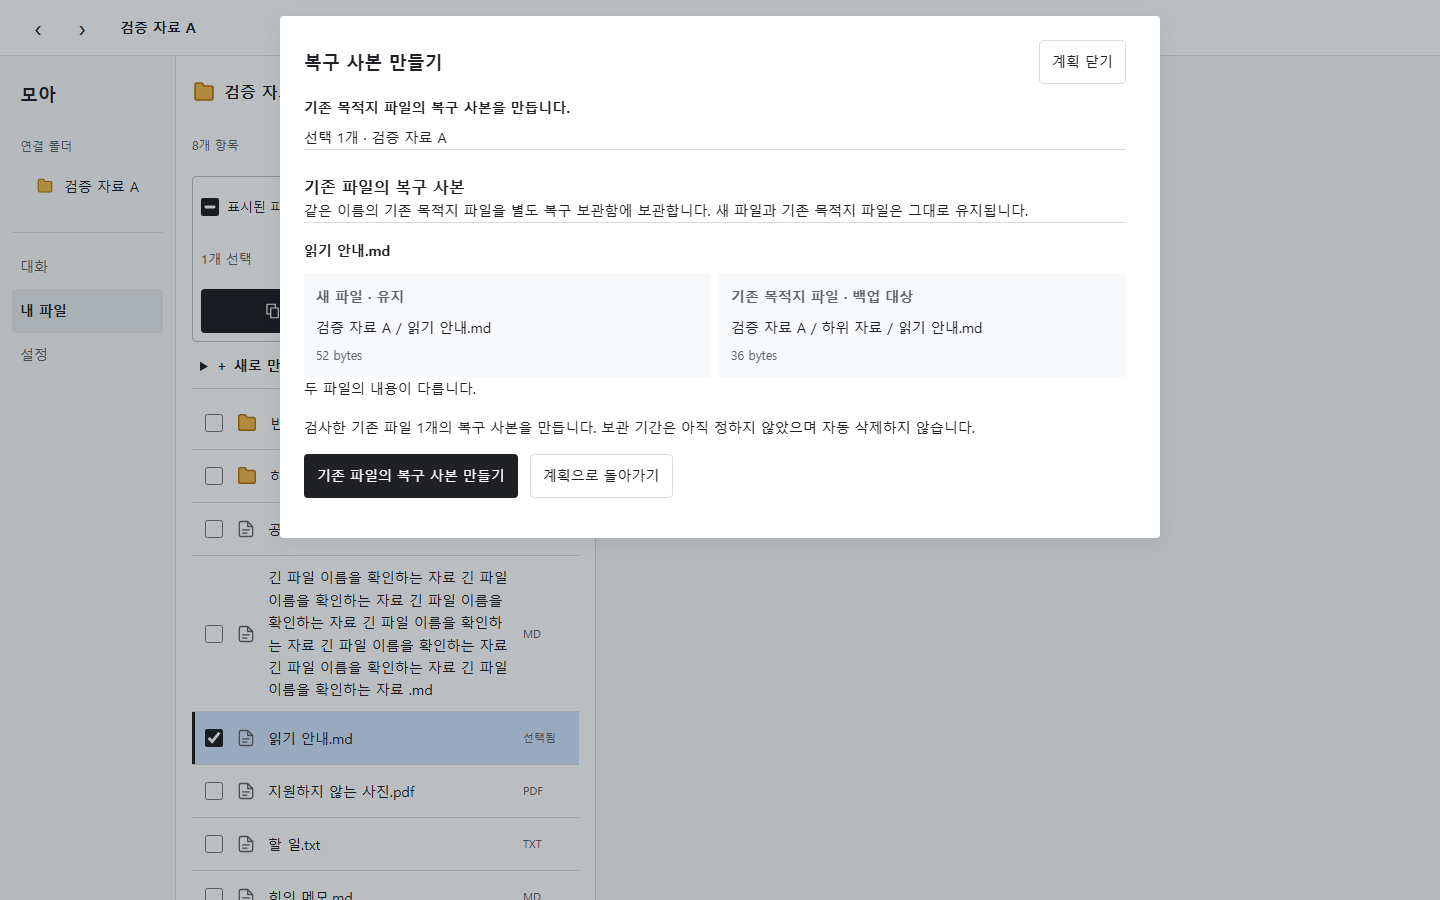 검증 자료 A
모아
연결 폴더
검증 자료 A
대화
내 파일
설정
검증 자
8개 항목
표시된
1개 선택
+ 새로 만
긴 파일 이름을 확인하는 자료 긴 파일
이름을 확인하는 자료 긴 파일 이름을
확인하는 자료 긴 파일 이름을 확인하
는 자료 긴 파일 이름을 확인하는 자료
긴 파일 이름을 확인하는 자료 긴 파일
이름을 확인하는 자료 .md
MD
읽기 안내.md
선택됨
지원하지 않는 사진.pdf
PDF
할 일.txt
TXT
회의 메모.md
MD
복구 사본 만들기
계획 닫기
기존 목적지 파일의 복구 사본을 만듭니다.
선택 1개 · 검증 자료 A
기존 파일의 복구 사본
같은 이름의 기존 목적지 파일을 별도 복구 보관함에 보관합니다. 새 파일과 기존 목적지 파일은 그대로 유지됩니다.
읽기 안내.md
새 파일 · 유지
검증 자료 A / 읽기 안내.md
52 bytes
기존 목적지 파일 · 백업 대상
검증 자료 A / 하위 자료 / 읽기 안내.md
36 bytes
두 파일의 내용이 다릅니다.
검사한 기존 파일 1개의 복구 사본을 만듭니다. 보관 기간은 아직 정하지 않았으며 자동 삭제하지 않습니다.
기존 파일의 복구 사본 만들기
계획으로 돌아가기